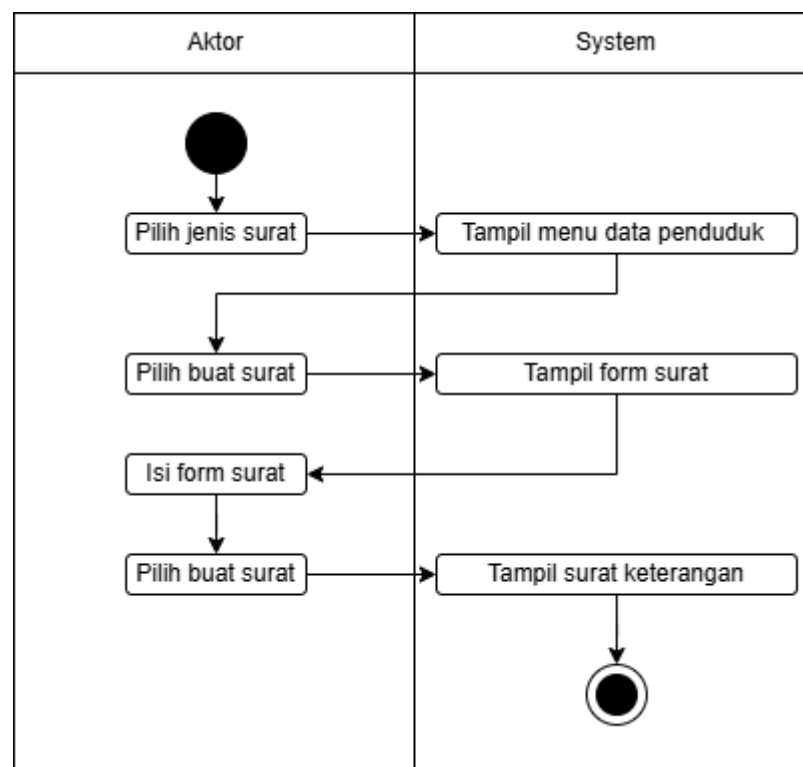 Aktor
System
Pilih jenis surat
Tampil menu data penduduk
Pilih buat surat
Tampil form surat
Isi form surat
Pilih buat surat
Tampil surat keterangan